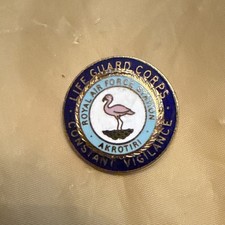 LIFE GUARD CORPS
· CONSTANT VIGILANCE ·
ROYAL AIR FORCE STATION
· AKROTIRI ·